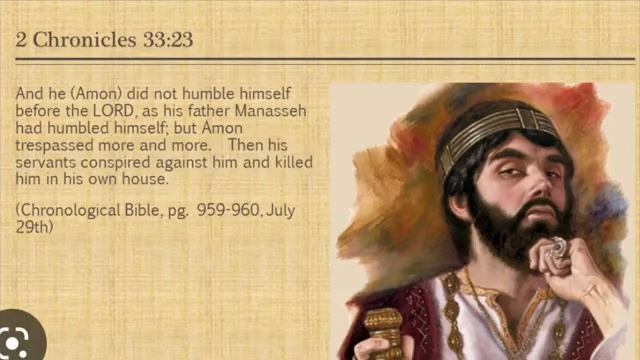 2 Chronicles 33:23
And he (Amon) did not humble himself
before the LORD, as his father Manasseh
had humbled himself; but Amon
trespassed more and more. Then his
servants conspired against him and killed
him in his own house.
(Chronological Bible, pg. 959-960, July
29th)